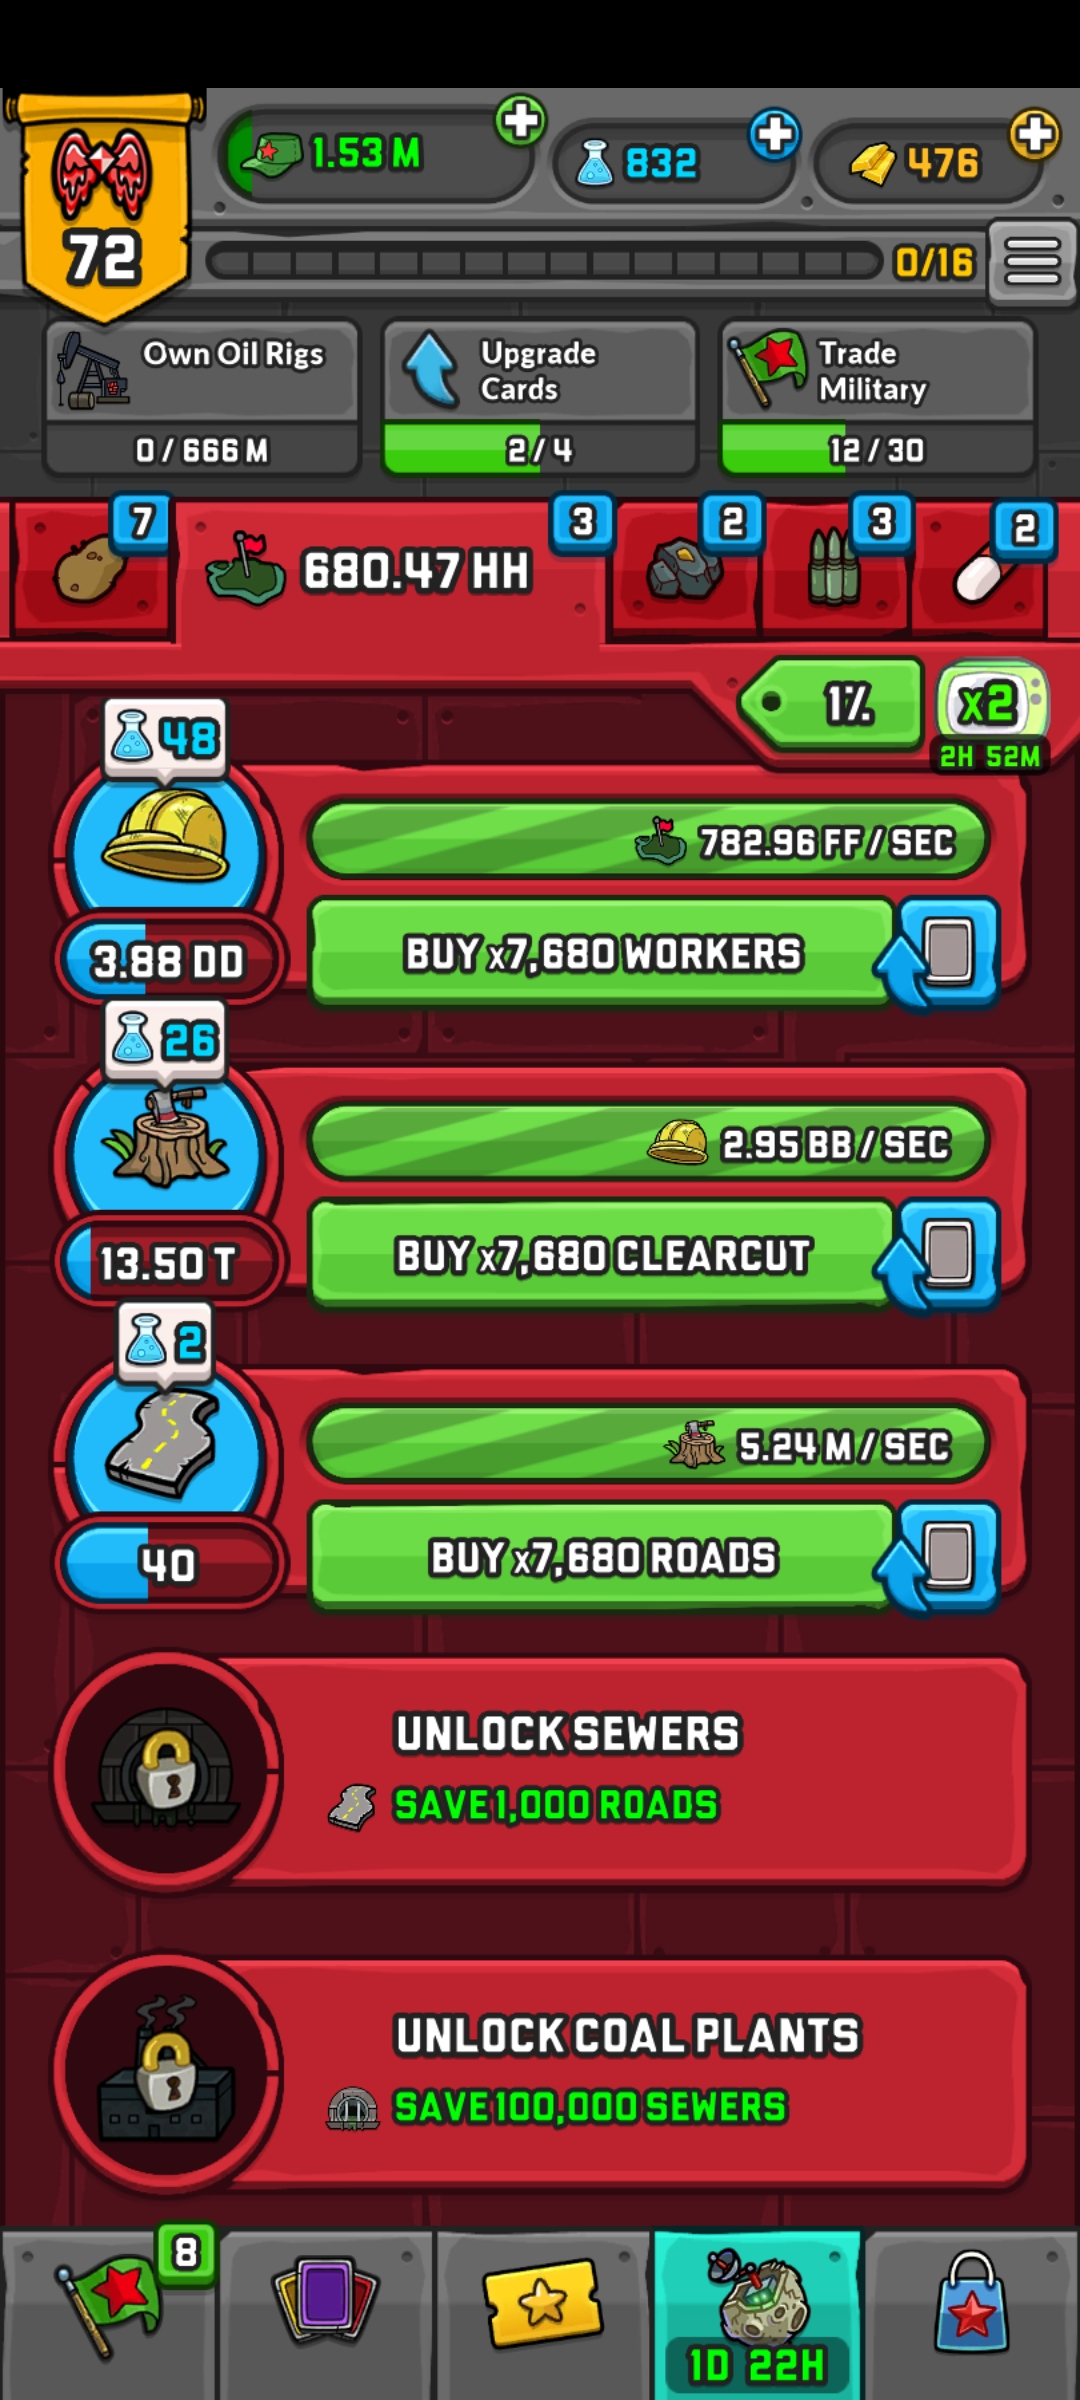 72
1.53 M
832
476
0/16
Own Oil Rigs
0 / 666 M
Upgrade
Cards
2 / 4
Trade
Military
12 / 30
7
680.47 HH
3
2
3
2
1%
x2
2H 52M
48
782.96 FF / SEC
BUY x7,680 WORKERS
3.88 DD
26
2.95 BB / SEC
BUY x7,680 CLEARCUT
13.50 T
2
5.24 M / SEC
BUY x7,680 ROADS
40
UNLOCK SEWERS
SAVE 1,000 ROADS
UNLOCK COAL PLANTS
SAVE 100,000 SEWERS
8
1D 22H